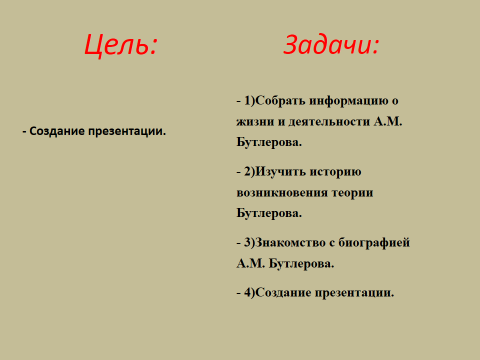 Цель:
- Создание презентации.
Задачи:
- 1)Собрать информацию о
жизни и деятельности А.М.
Бутлерова.
- 2)Изучить историю
возникновения теории
Бутлерова.
- 3)Знакомство с биографией
А.М. Бутлерова.
- 4)Создание презентации.